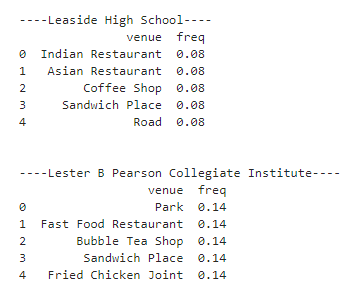 ----Leaside High School----
venue freq
0 Indian Restaurant 0.08
1 Asian Restaurant 0.08
2 Coffee Shop 0.08
3 Sandwich Place 0.08
4 Road 0.08
----Lester B Pearson Collegiate Institute----
venue freq
0 Park 0.14
1 Fast Food Restaurant 0.14
2 Bubble Tea Shop 0.14
3 Sandwich Place 0.14
4 Fried Chicken Joint 0.14